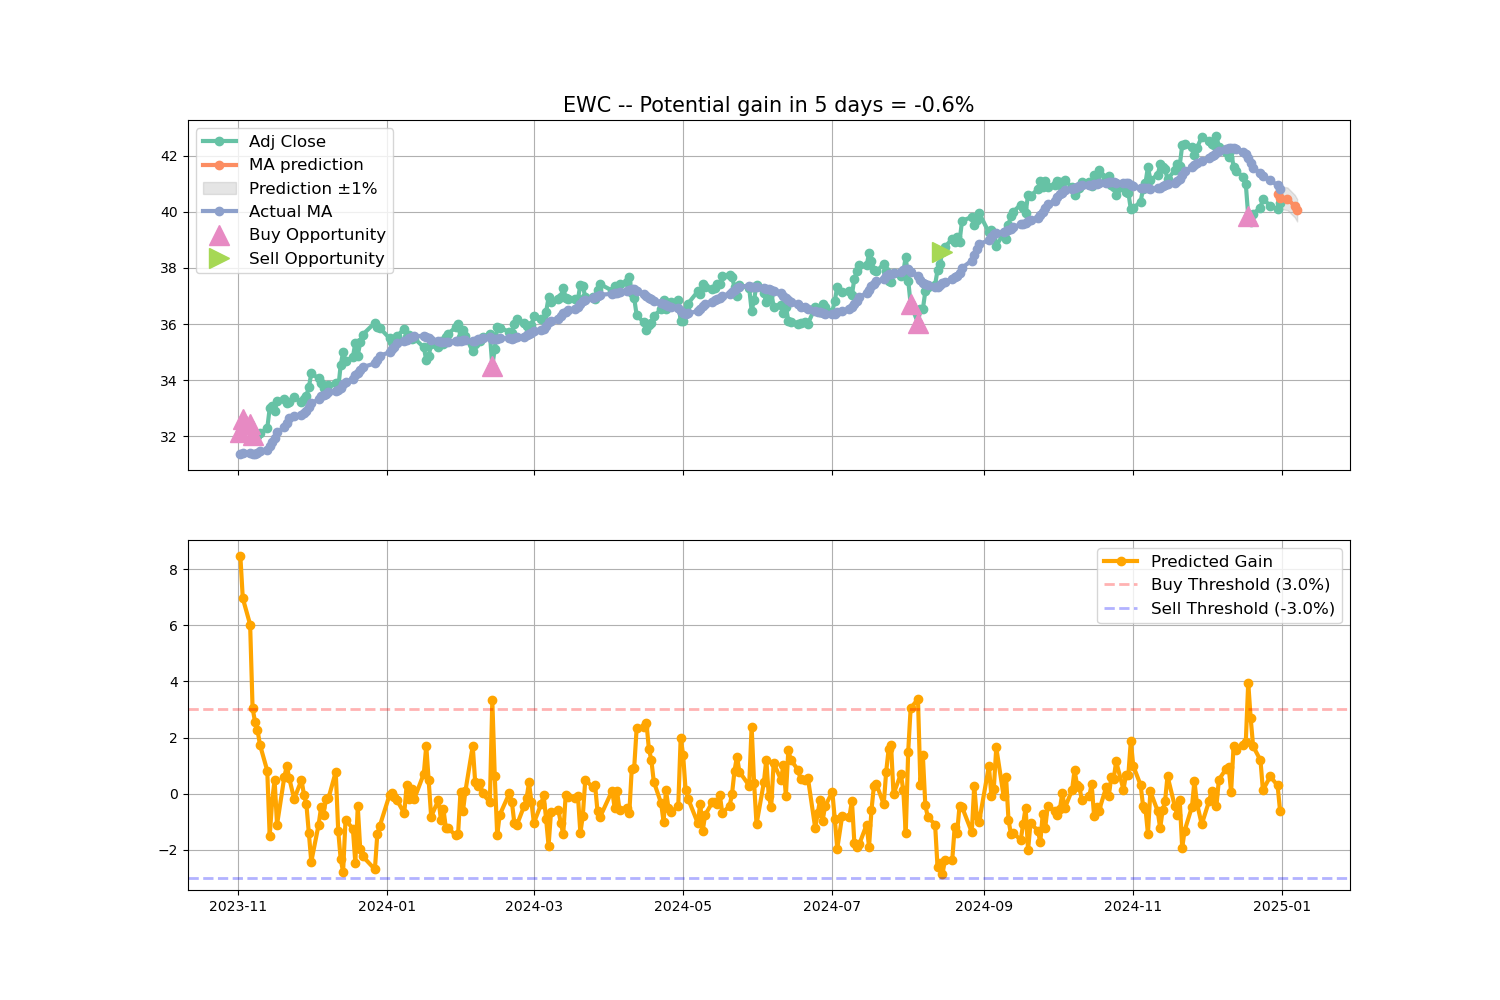 EWC -- Potential gain in 5 days = -0.6%
Adj Close
MA prediction
Prediction ±1%
Actual MA
Buy Opportunity
Sell Opportunity
42
40
38
36
34
32
Predicted Gain
Buy Threshold (3.0%)
Sell Threshold (-3.0%)
8
6
4
2
0
−2
2023-11 2024-01 2024-03 2024-05 2024-07 2024-09 2024-11 2025-01